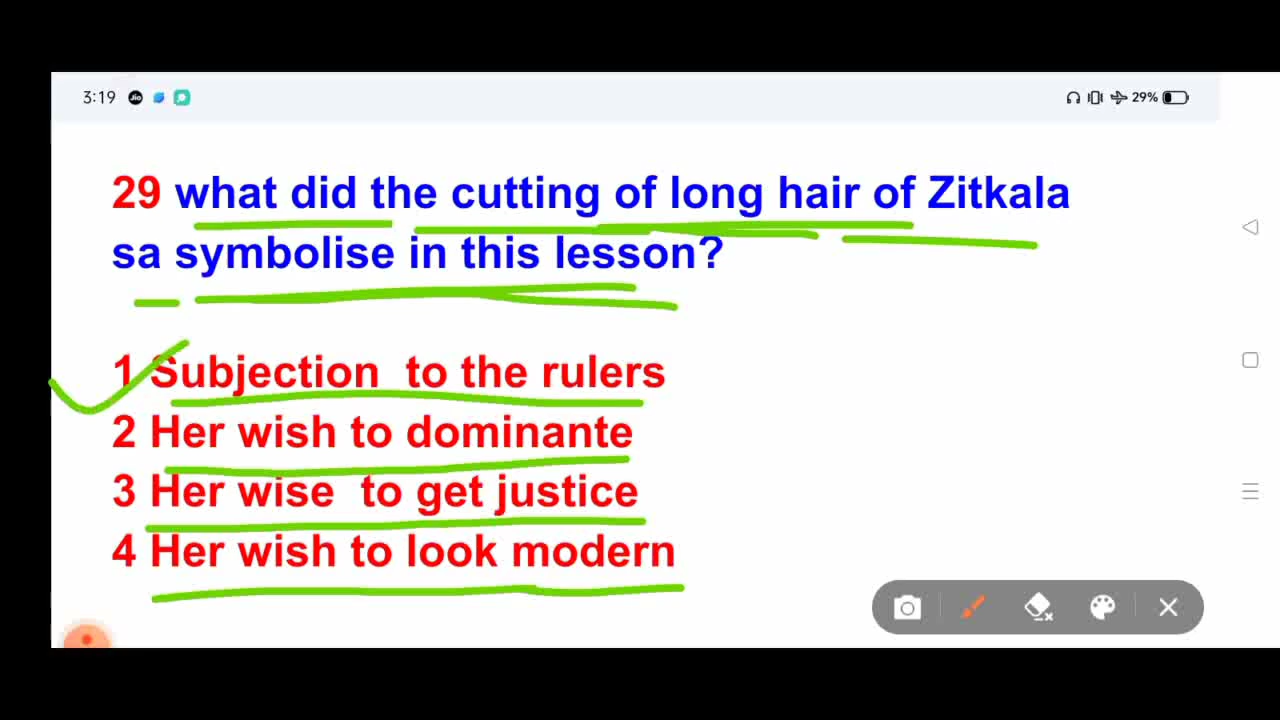 3:19 Jio 29%
29 what did the cutting of long hair of Zitkala
sa symbolise in this lesson?
1 Subjection to the rulers
2 Her wish to dominante
3 Her wise to get justice
4 Her wish to look modern